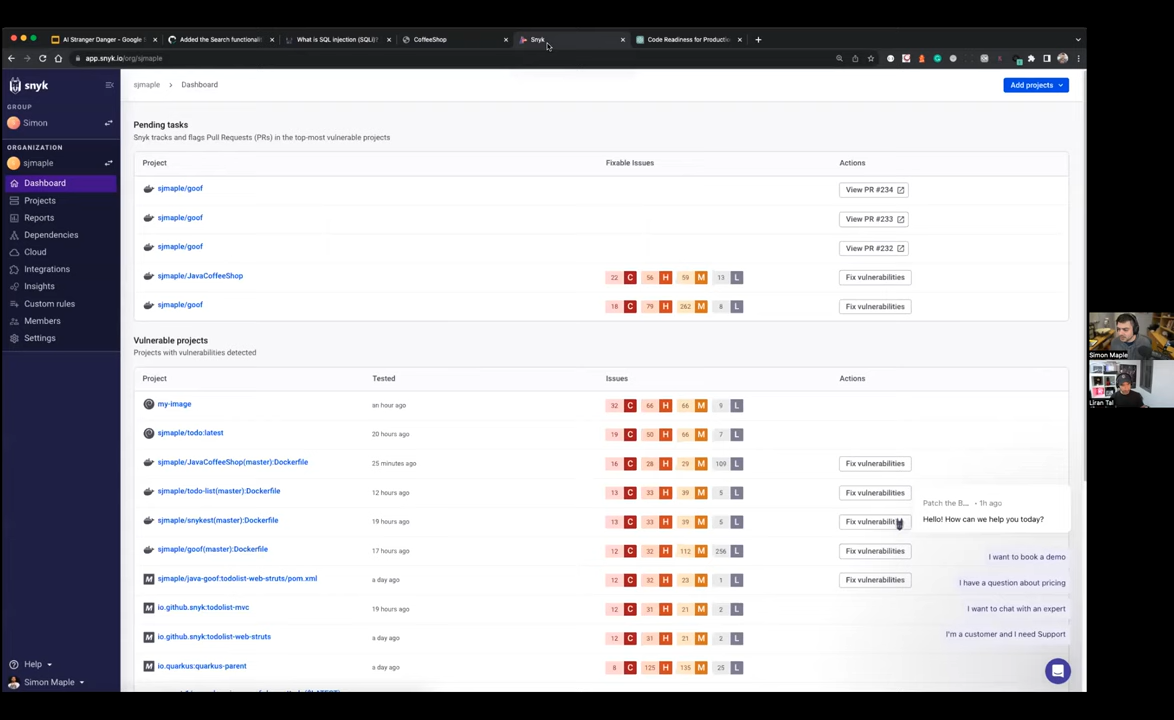 AI Stranger Danger - Google S
Added the Search functionalit
What is SQL injection (SQLi)?
CoffeeShop
Snyk
Code Readiness for Productio
app.snyk.io/org/sjmaple
snyk
GROUP
Simon
ORGANIZATION
sjmaple
Dashboard
Projects
Reports
Dependencies
Cloud
Integrations
Insights
Custom rules
Members
Settings
Help
Simon Maple
sjmaple > Dashboard
Add projects
Pending tasks
Snyk tracks and flags Pull Requests (PRs) in the top-most vulnerable projects
Project Fixable Issues Actions
sjmaple/goof View PR #234
sjmaple/goof View PR #233
sjmaple/goof View PR #232
sjmaple/JavaCoffeeShop 22 C 56 H 59 M 13 L Fix vulnerabilities
sjmaple/goof 18 C 79 H 262 M 8 L Fix vulnerabilities
Vulnerable projects
Projects with vulnerabilities detected
Project Tested Issues Actions
my-image an hour ago 32 C 66 H 66 M 9 L
sjmaple/todo:latest 20 hours ago 19 C 50 H 66 M 7 L
sjmaple/JavaCoffeeShop(master):Dockerfile 25 minutes ago 16 C 28 H 29 M 109 L Fix vulnerabilities
sjmaple/todo-list(master):Dockerfile 12 hours ago 13 C 33 H 39 M 5 L Fix vulnerabilities
sjmaple/snykest(master):Dockerfile 19 hours ago 13 C 33 H 39 M 5 L Fix vulnerabilit
sjmaple/goof(master):Dockerfile 17 hours ago 12 C 32 H 112 M 256 L Fix vulnerabilities
sjmaple/java-goof:todolist-web-struts/pom.xml a day ago 12 C 32 H 23 M 1 L Fix vulnerabilities
io.github.snyk:todolist-mvc 19 hours ago 12 C 31 H 21 M 2 L
io.github.snyk:todolist-web-struts a day ago 12 C 31 H 21 M 2 L
io.quarkus:quarkus-parent a day ago 8 C 125 H 135 M 25 L
Patch the B... • 1h ago
Hello! How can we help you today?
I want to book a demo
I have a question about pricing
I want to chat with an expert
I'm a customer and I need Support
Simon Maple
Liran Tal